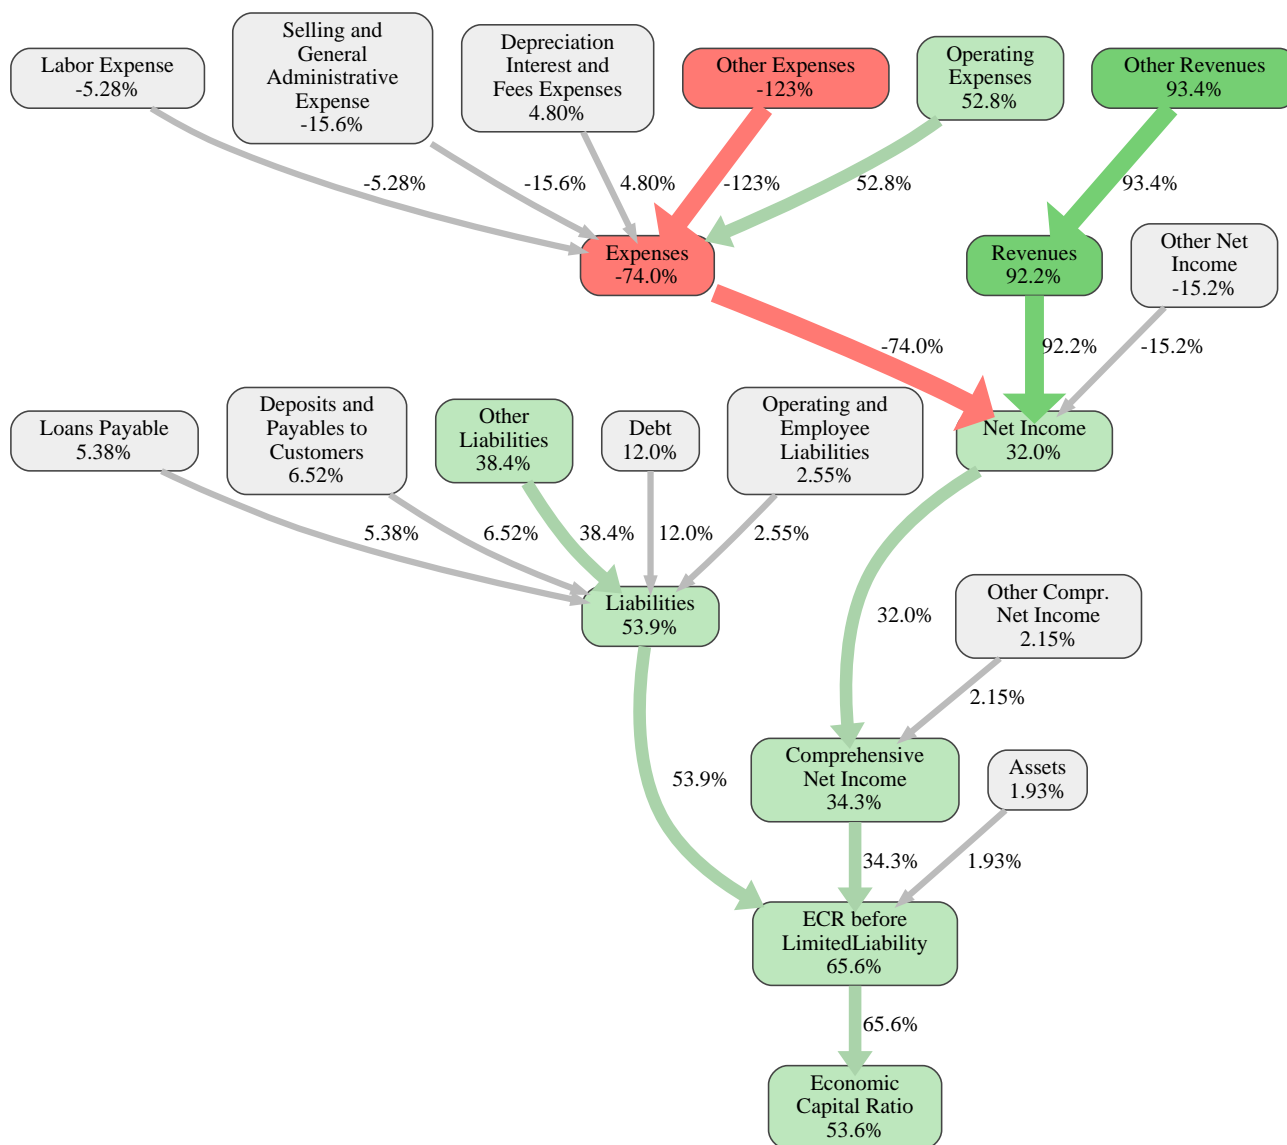 Labor Expense
-5.28%
Selling and
General
Administrative
Expense
-15.6%
Depreciation
Interest and
Fees Expenses
4.80%
Other Expenses
-123%
Operating
Expenses
52.8%
Other Revenues
93.4%
-5.28%
-15.6%
4.80%
-123%
52.8%
93.4%
Expenses
-74.0%
Revenues
92.2%
Other Net
Income
-15.2%
-74.0%
92.2%
-15.2%
Loans Payable
5.38%
Deposits and
Payables to
Customers
6.52%
Other
Liabilities
38.4%
Debt
12.0%
Operating and
Employee
Liabilities
2.55%
Net Income
32.0%
5.38%
6.52%
38.4%
12.0%
2.55%
Liabilities
53.9%
32.0%
Other Compr.
Net Income
2.15%
2.15%
53.9%
Comprehensive
Net Income
34.3%
Assets
1.93%
34.3%
1.93%
ECR before
LimitedLiability
65.6%
65.6%
Economic
Capital Ratio
53.6%